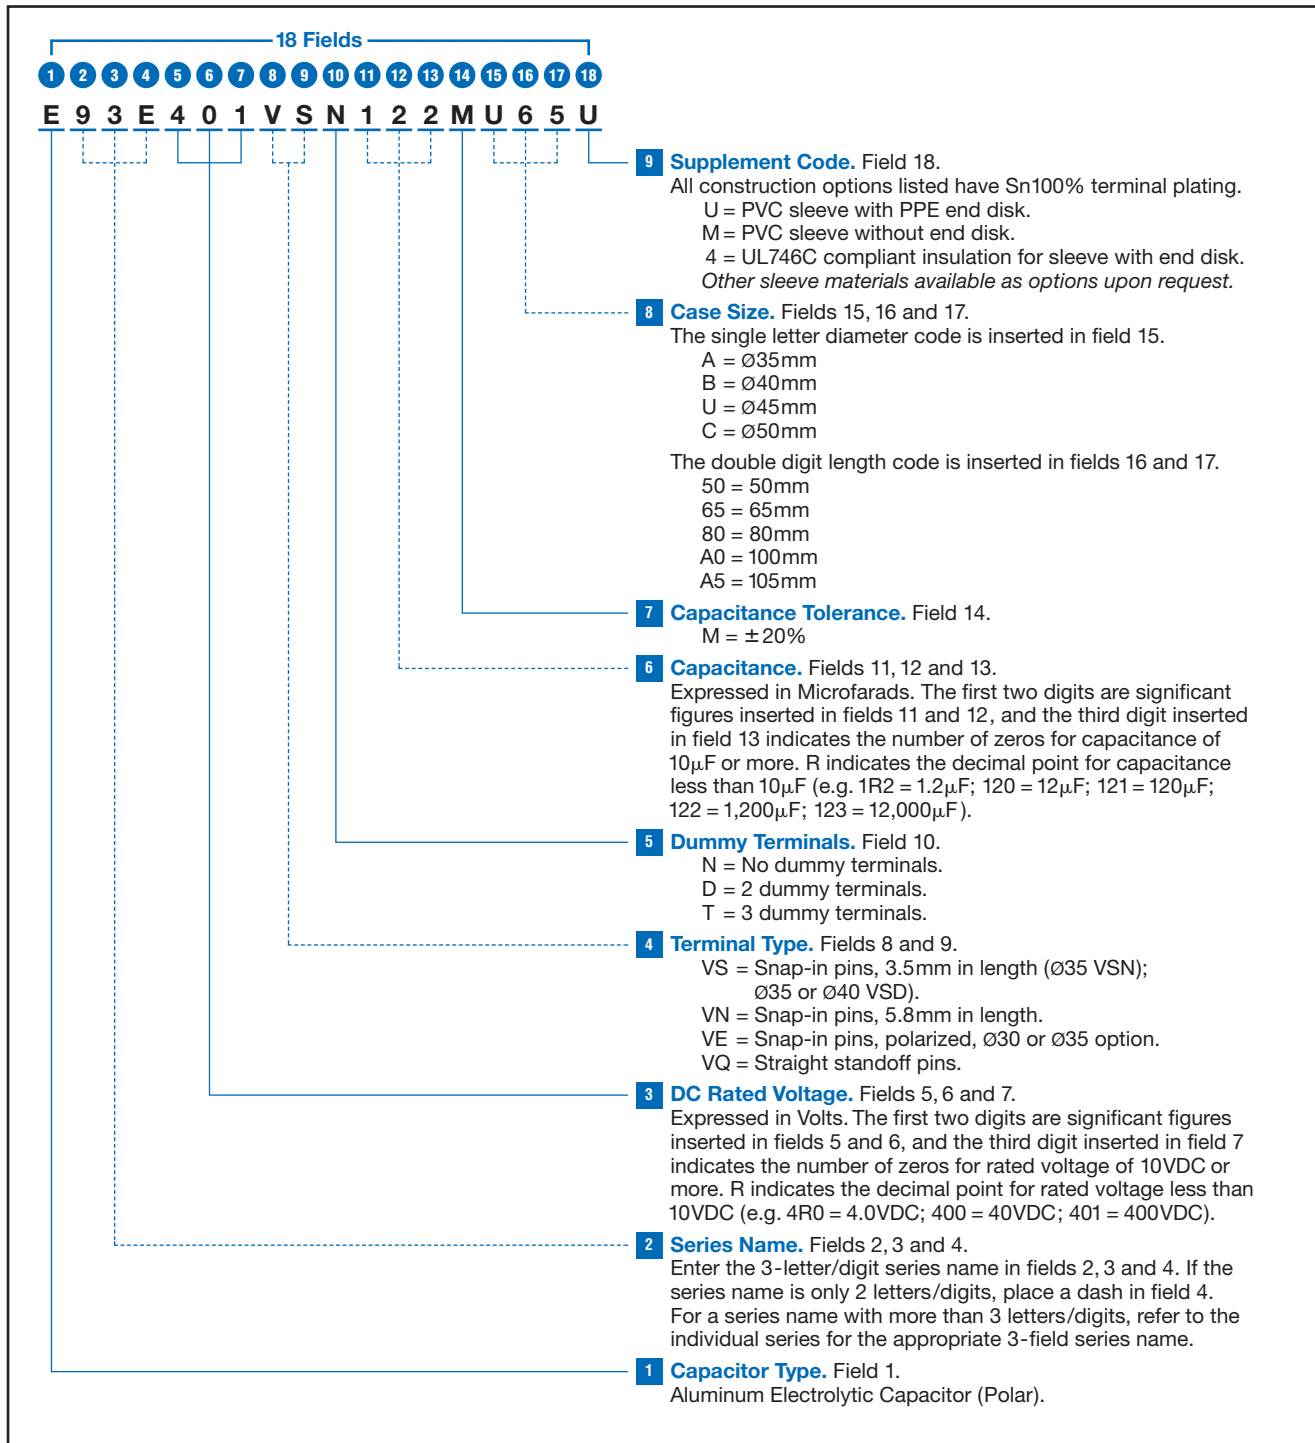 18 Fields
1 2 3 4 5 6 7 8 9 10 11 12 13 14 15 16 17 18
E 9 3 E 4 0 1 V S N 1 2 2 M U 6 5 U
9 Supplement Code. Field 18.
All construction options listed have Sn100% terminal plating.
U = PVC sleeve with PPE end disk.
M = PVC sleeve without end disk.
4 = UL746C compliant insulation for sleeve with end disk.
Other sleeve materials available as options upon request.
8 Case Size. Fields 15, 16 and 17.
The single letter diameter code is inserted in field 15.
A = Ø35mm
B = Ø40mm
U = Ø45mm
C = Ø50mm
The double digit length code is inserted in fields 16 and 17.
50 = 50mm
65 = 65mm
80 = 80mm
A0 = 100mm
A5 = 105mm
7 Capacitance Tolerance. Field 14.
M = ±20%
6 Capacitance. Fields 11, 12 and 13.
Expressed in Microfarads. The first two digits are significant
figures inserted in fields 11 and 12, and the third digit inserted
in field 13 indicates the number of zeros for capacitance of
10µF or more. R indicates the decimal point for capacitance
less than 10µF (e.g. 1R2 = 1.2µF; 120 = 12µF; 121 = 120µF;
122 = 1,200µF; 123 = 12,000µF).
5 Dummy Terminals. Field 10.
N = No dummy terminals.
D = 2 dummy terminals.
T = 3 dummy terminals.
4 Terminal Type. Fields 8 and 9.
VS = Snap-in pins, 3.5mm in length (Ø35 VSN);
Ø35 or Ø40 VSD).
VN = Snap-in pins, 5.8mm in length.
VE = Snap-in pins, polarized, Ø30 or Ø35 option.
VQ = Straight standoff pins.
3 DC Rated Voltage. Fields 5, 6 and 7.
Expressed in Volts. The first two digits are significant figures
inserted in fields 5 and 6, and the third digit inserted in field 7
indicates the number of zeros for rated voltage of 10VDC or
more. R indicates the decimal point for rated voltage less than
10VDC (e.g. 4R0 = 4.0VDC; 400 = 40VDC; 401 = 400VDC).
2 Series Name. Fields 2, 3 and 4.
Enter the 3-letter/digit series name in fields 2, 3 and 4. If the
series name is only 2 letters/digits, place a dash in field 4.
For a series name with more than 3 letters/digits, refer to the
individual series for the appropriate 3-field series name.
1 Capacitor Type. Field 1.
Aluminum Electrolytic Capacitor (Polar).